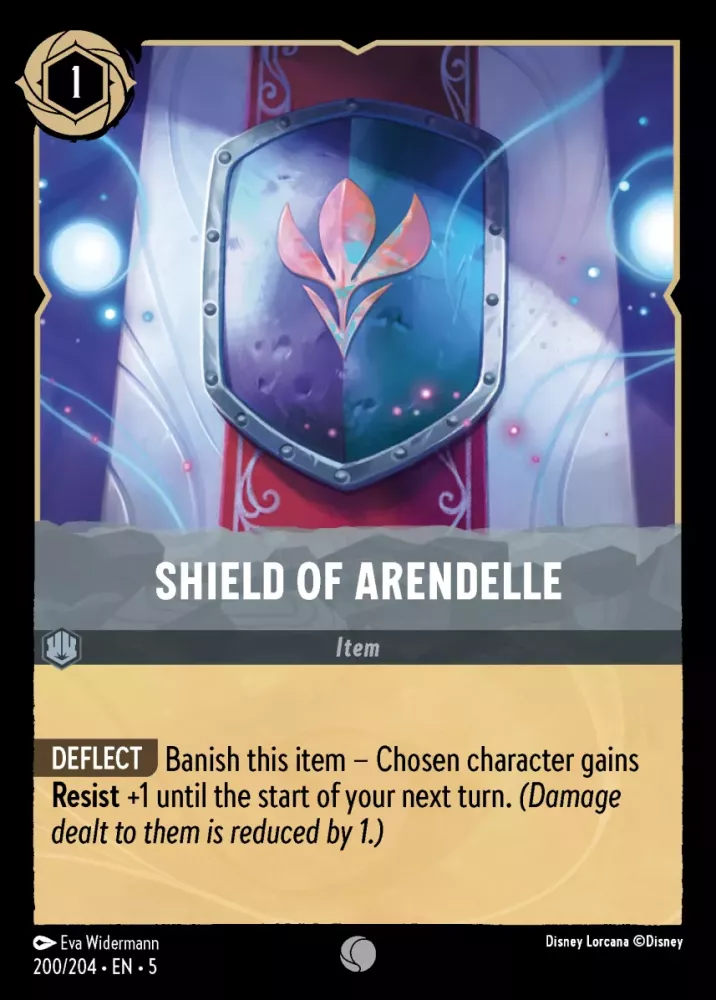 1
SHIELD OF ARENDELLE
Item
DEFLECT Banish this item – Chosen character gains
Resist +1 until the start of your next turn. (Damage
dealt to them is reduced by 1.)
Eva Widermann
Disney Lorcana ©Disney
200/204 • EN • 5